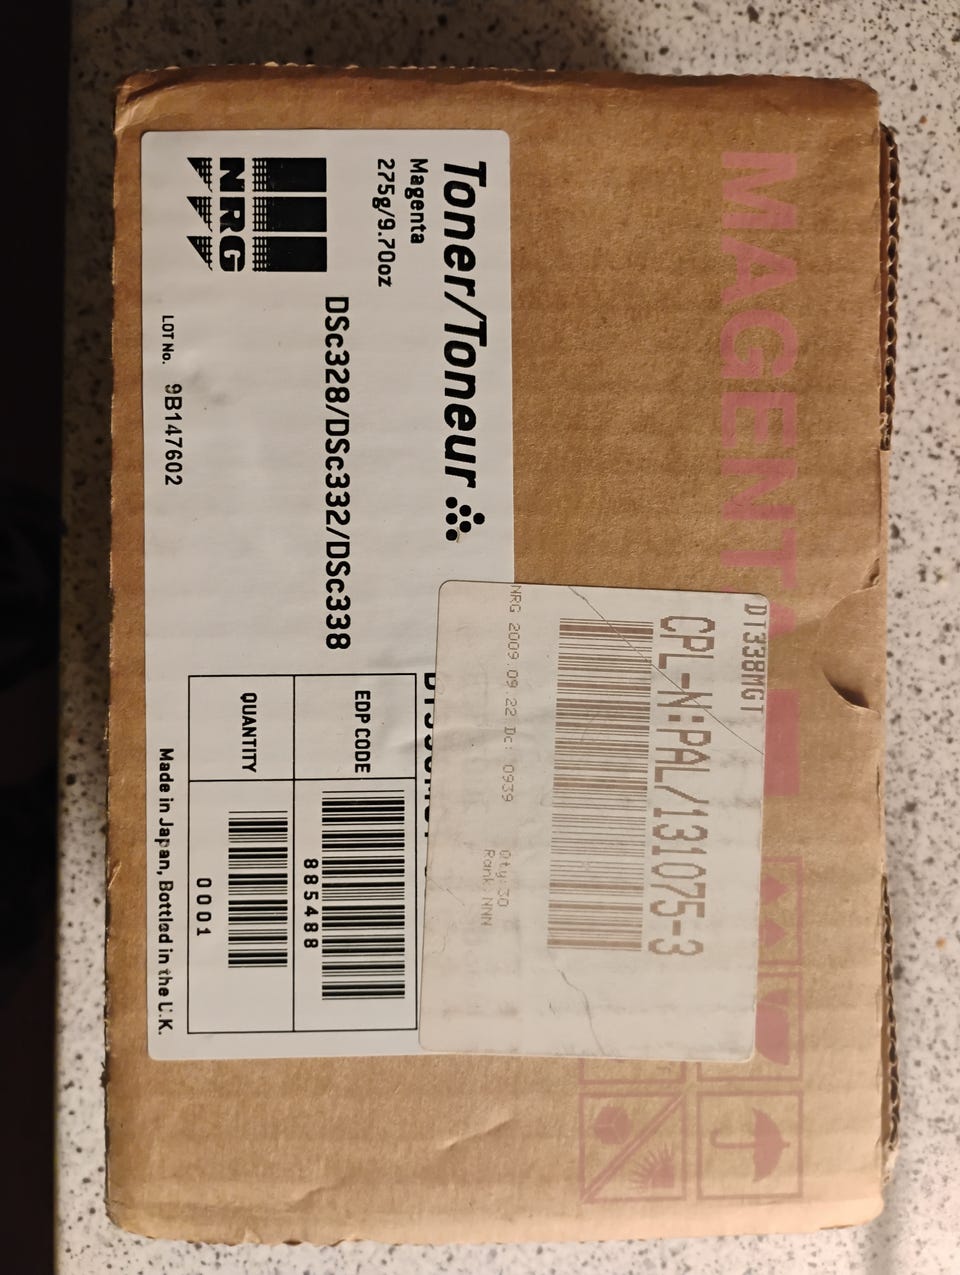 MAGENTA
Toner/Toneur
Magenta
275g/9.70oz
NRG
DSc328/DSc332/DSc338
LOT No. 9B147602
EDP CODE
885488
QUANTITY
0001
Made in Japan, Bottled in the U.K.
DT338MGT
CPL-N:PAL/131075-3
NRG 2009.09.22 Dc: 0939 Qty:30
Rank:NNN